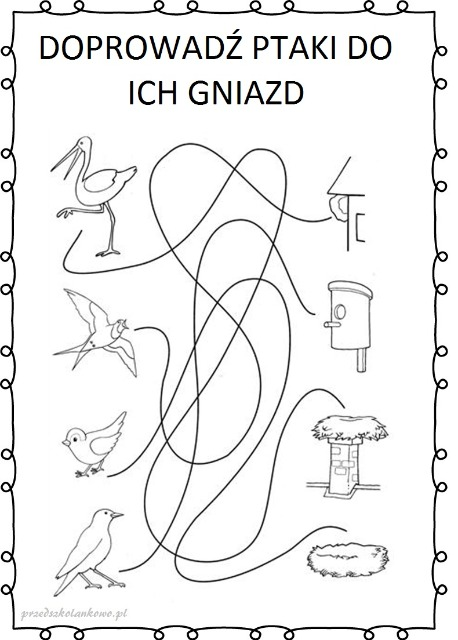 DOPROWADŹ PTAKI DO
ICH GNIAZD
przedszkolankowo.pl